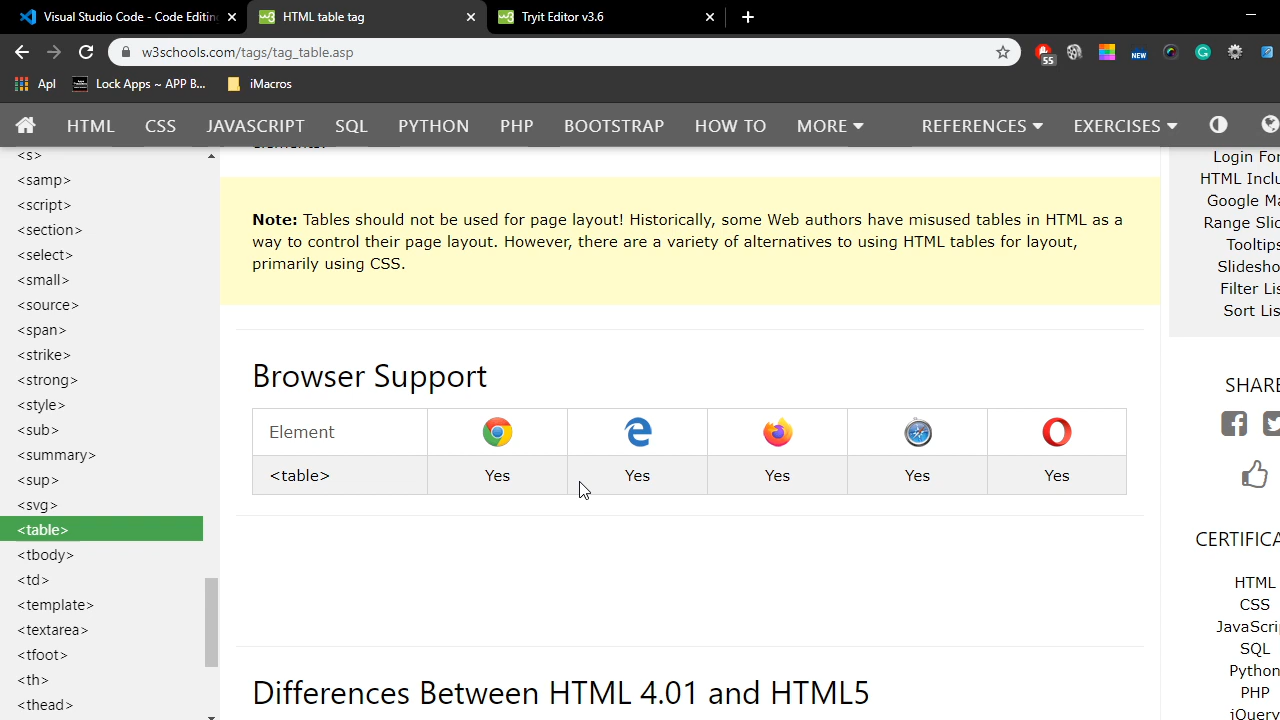 Visual Studio Code - Code Editing
HTML table tag
Tryit Editor v3.6
w3schools.com/tags/tag_table.asp
55
NEW
Apl
Lock Apps ~ APP B...
iMacros
HTML CSS JAVASCRIPT SQL PYTHON PHP BOOTSTRAP HOW TO MORE REFERENCES EXERCISES
<s>
<samp>
<script>
<section>
<select>
<small>
<source>
<span>
<strike>
<strong>
<style>
<sub>
<summary>
<sup>
<svg>
<table>
<tbody>
<td>
<template>
<textarea>
<tfoot>
<th>
<thead>
elements.
Note: Tables should not be used for page layout! Historically, some Web authors have misused tables in HTML as a
way to control their page layout. However, there are a variety of alternatives to using HTML tables for layout,
primarily using CSS.
Browser Support
Element
<table> Yes Yes Yes Yes Yes
Differences Between HTML 4.01 and HTML5
Login For
HTML Inclu
Google Ma
Range Slid
Tooltips
Slidesho
Filter Lis
Sort Lis
SHARE
CERTIFICA
HTML
CSS
JavaScri
SQL
Python
PHP
jQuery